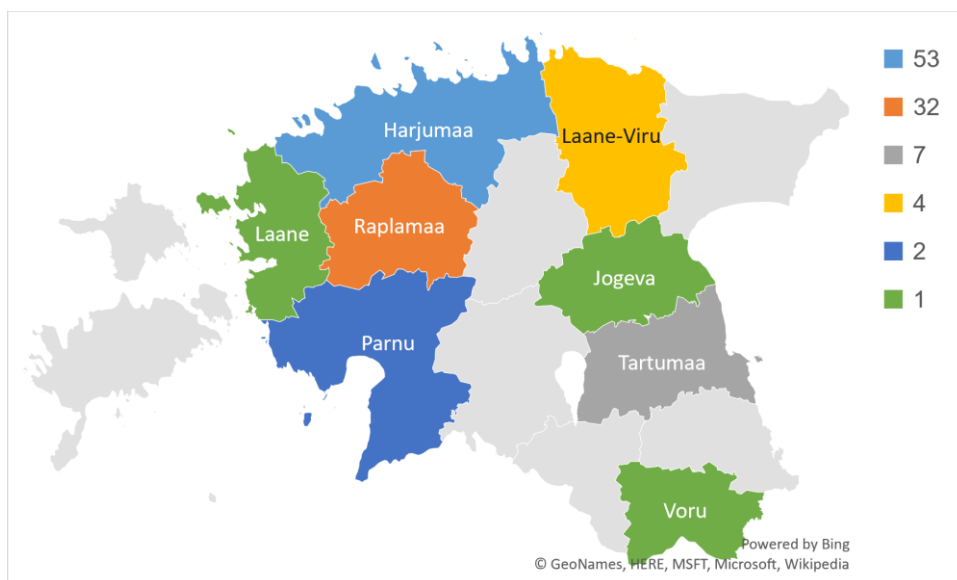 53
32
7
4
2
1
Harjumaa
Laane-Viru
Laane
Raplamaa
Jogeva
Parnu
Tartumaa
Voru
Powered by Bing
© GeoNames, HERE, MSFT, Microsoft, Wikipedia